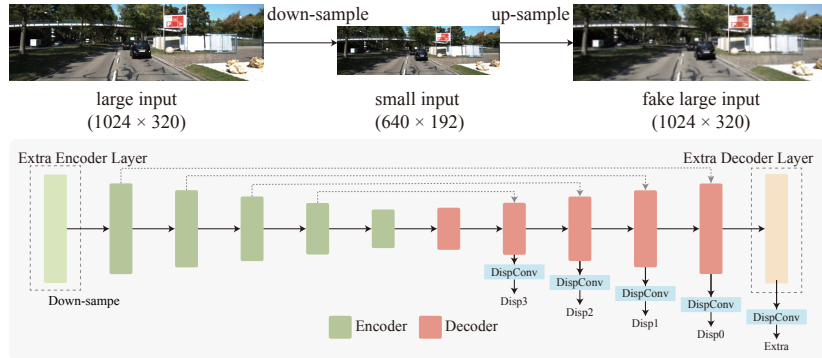 down-sample
up-sample
large input
(1024 × 320)
small input
(640 × 192)
fake large input
(1024 × 320)
Extra Encoder Layer
Extra Decoder Layer
Down-sampe
DispConv
Disp3
DispConv
Disp2
DispConv
Disp1
DispConv
Disp0
DispConv
Extra
Encoder
Decoder